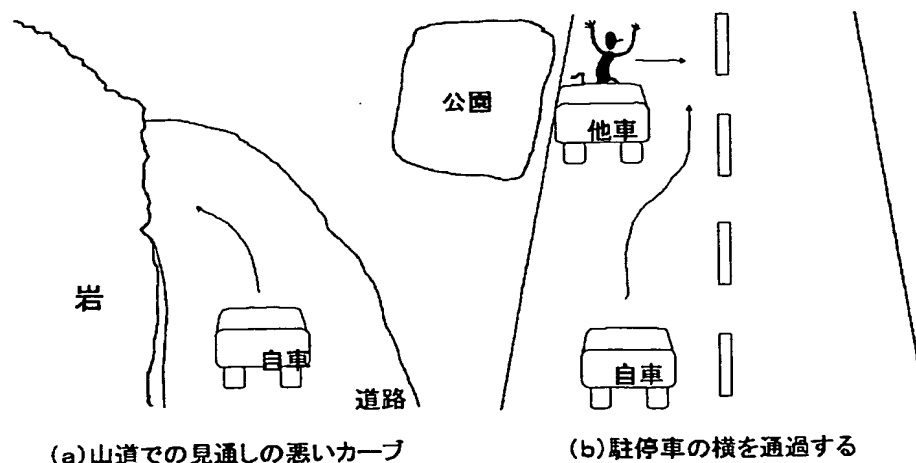 公園
他車
岩
自車
自車
道路
(a)山道での見通しの悪いカーブ
(b)駐停車の横を通過する